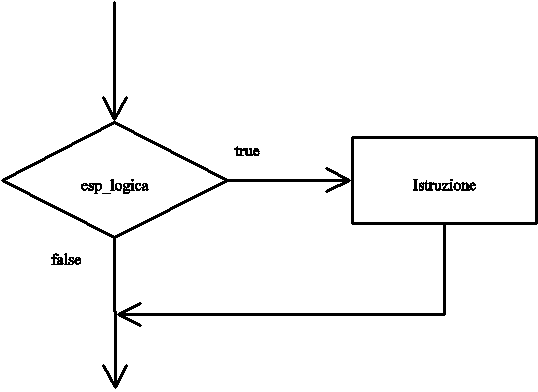 true
esp_logica
Istruzione
false